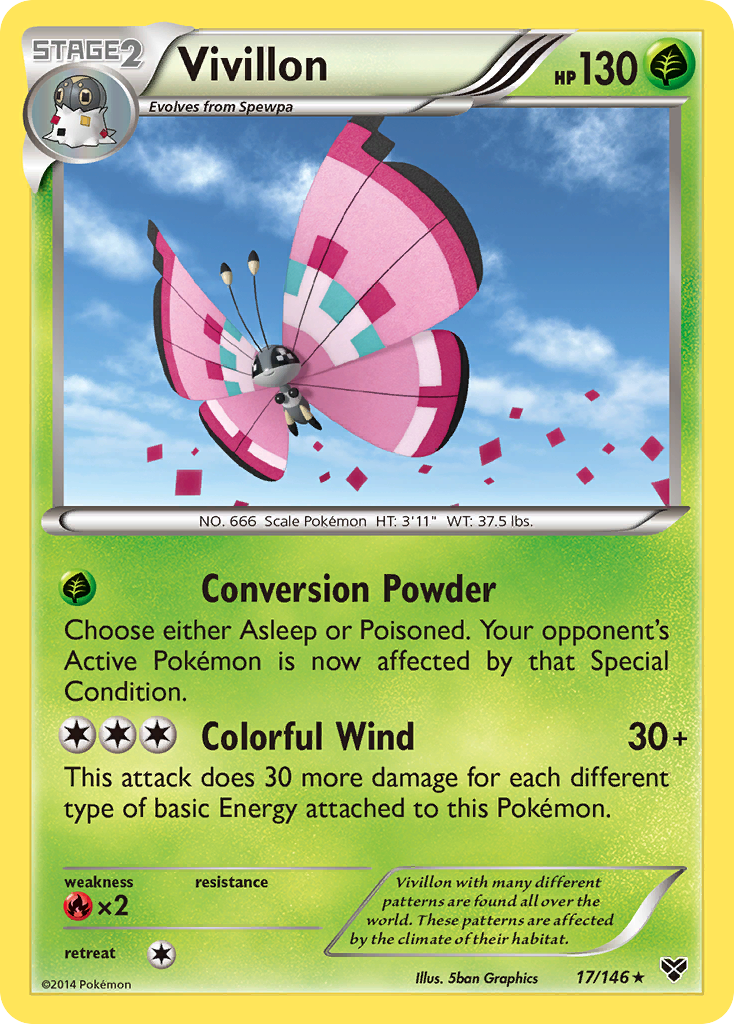 STAGE2
Vivillon
HP130
Evolves from Spewpa
NO. 666 Scale Pokémon HT: 3'11" WT: 37.5 lbs.
Conversion Powder
Choose either Asleep or Poisoned. Your opponent's
Active Pokémon is now affected by that Special
Condition.
Colorful Wind 30+
This attack does 30 more damage for each different
type of basic Energy attached to this Pokémon.
weakness resistance
×2
retreat
Vivillon with many different
patterns are found all over the
world. These patterns are affected
by the climate of their habitat.
©2014 Pokémon
Illus. 5ban Graphics 17/146★